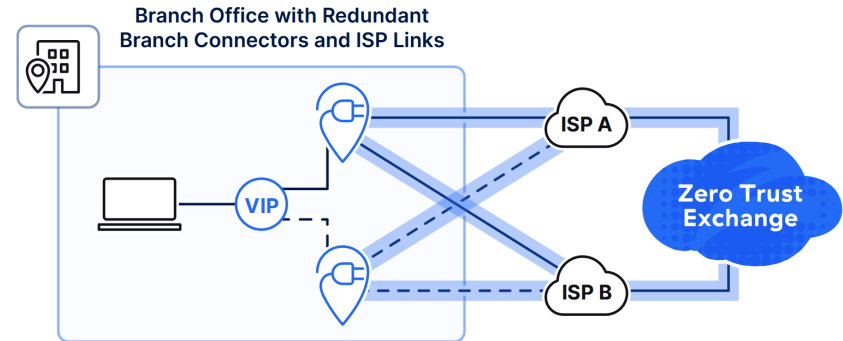 Branch Office with Redundant
Branch Connectors and ISP Links
ISP A
VIP
Zero Trust
Exchange
ISP B